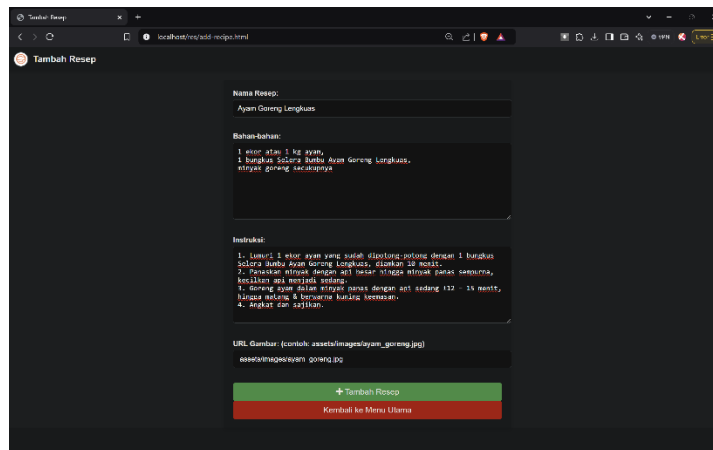 Tambah Resep
localhost/res/add-recipe.html
VPN
Tambah Resep
Nama Resep:
Ayam Goreng Lengkuas
Bahan-bahan:
1 ekor atau 1 kg ayam,
1 bungkus Selera Bumbu Ayam Goreng Lengkuas,
minyak goreng secukupnya
Instruksi:
1. Lumuri 1 ekor ayam yang sudah dipotong-potong dengan 1 bungkus
Selera Bumbu Ayam Goreng Lengkuas, diamkan 10 menit.
2. Panaskan minyak dengan api besar hingga minyak panas sempurna,
kecilkan api menjadi sedang.
3. Goreng ayam dalam minyak panas dengan api sedang ±12 – 15 menit,
hingga matang & berwarna kuning keemasan.
4. Angkat dan sajikan.
URL Gambar: (contoh: assets/images/ayam_goreng.jpg)
assets/images/ayam_goreng.jpg
+ Tambah Resep
Kembali ke Menu Utama